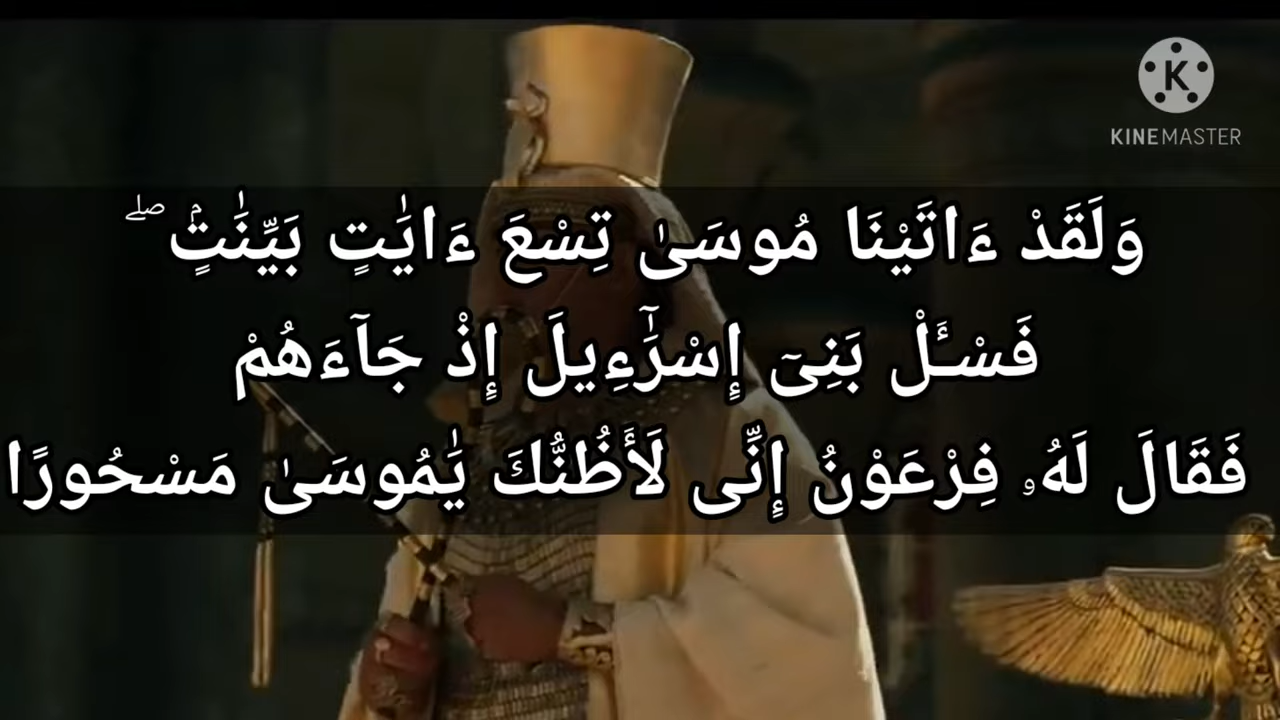 K
KINEMASTER
وَلَقَدْ ءَاتَيْنَا مُوسَىٰ تِسْعَ ءَايَٰتٍۭ بَيِّنَٰتٍۢ ۖ
فَسْـَٔلْ بَنِىٓ إِسْرَٰٓءِيلَ إِذْ جَآءَهُمْ
فَقَالَ لَهُۥ فِرْعَوْنُ إِنِّى لَأَظُنُّكَ يَٰمُوسَىٰ مَسْحُورًا